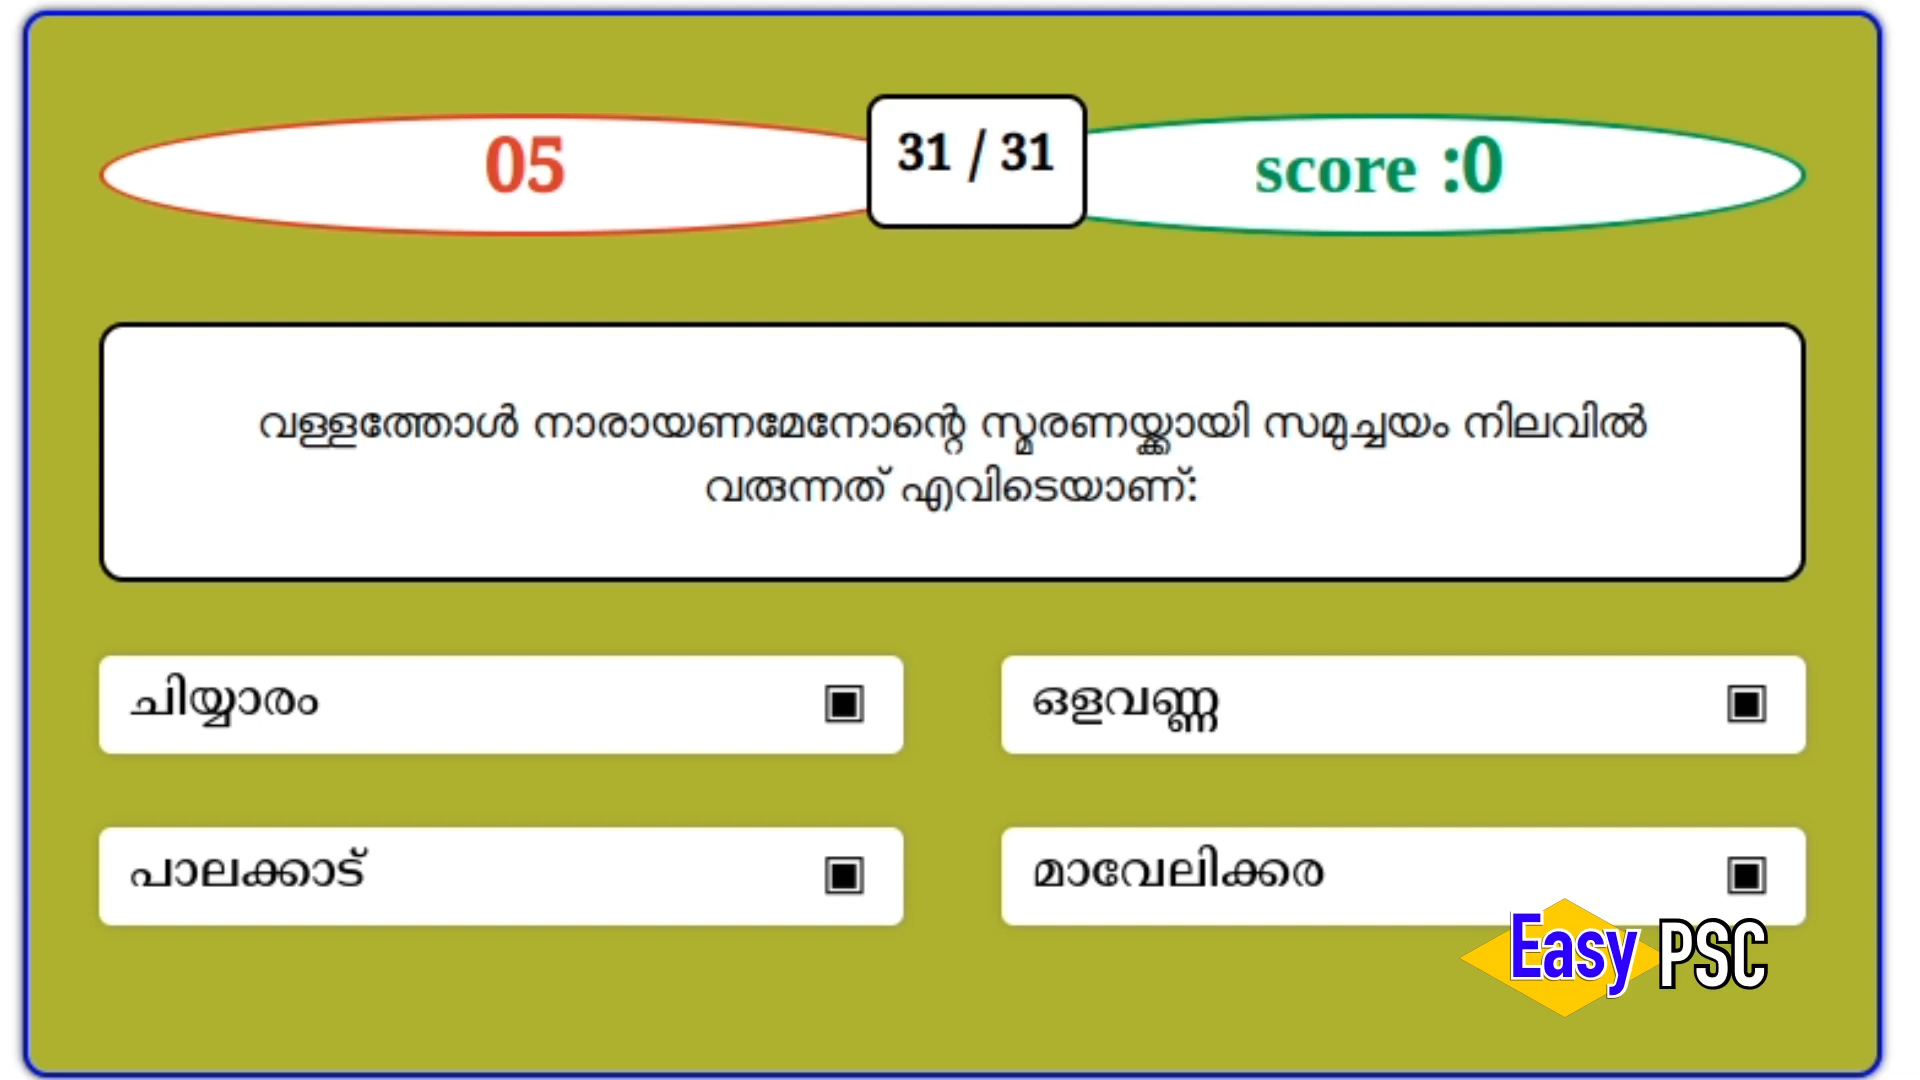 05
31 / 31
score :0
വള്ളത്തോൾ നാരായണമേനോന്റെ സ്മരണയ്ക്കായി സമുച്ചയം നിലവിൽ
വരുന്നത് എവിടെയാണ്:
ചിയ്യാരം
ഒളവണ്ണ
പാലക്കാട്
മാവേലിക്കര
Easy PSC